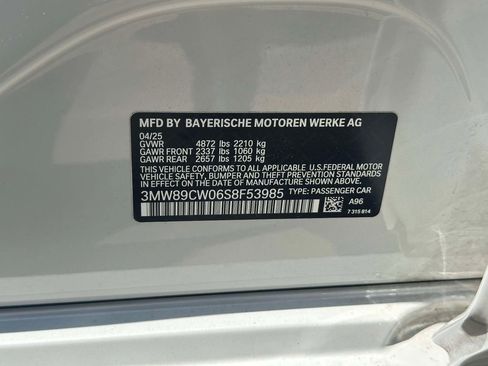 MFD BY BAYERISCHE MOTOREN WERKE AG
04/25
GVWR 4872 lbs 2210 kg
GAWR FRONT 2337 lbs 1060 kg
GAWR REAR 2657 lbs 1205 kg
THIS VEHICLE CONFORMS TO ALL APPLICABLE U.S.FEDERAL MOTOR
VEHICLE SAFETY, BUMPER, AND THEFT PREVENTION STANDARDS
IN EFFECT ON THE DATE OF MANUFACTURE SHOWN ABOVE.
3MW89CW06S8F53985 TYPE: PASSENGER CAR
A96
7 315 814